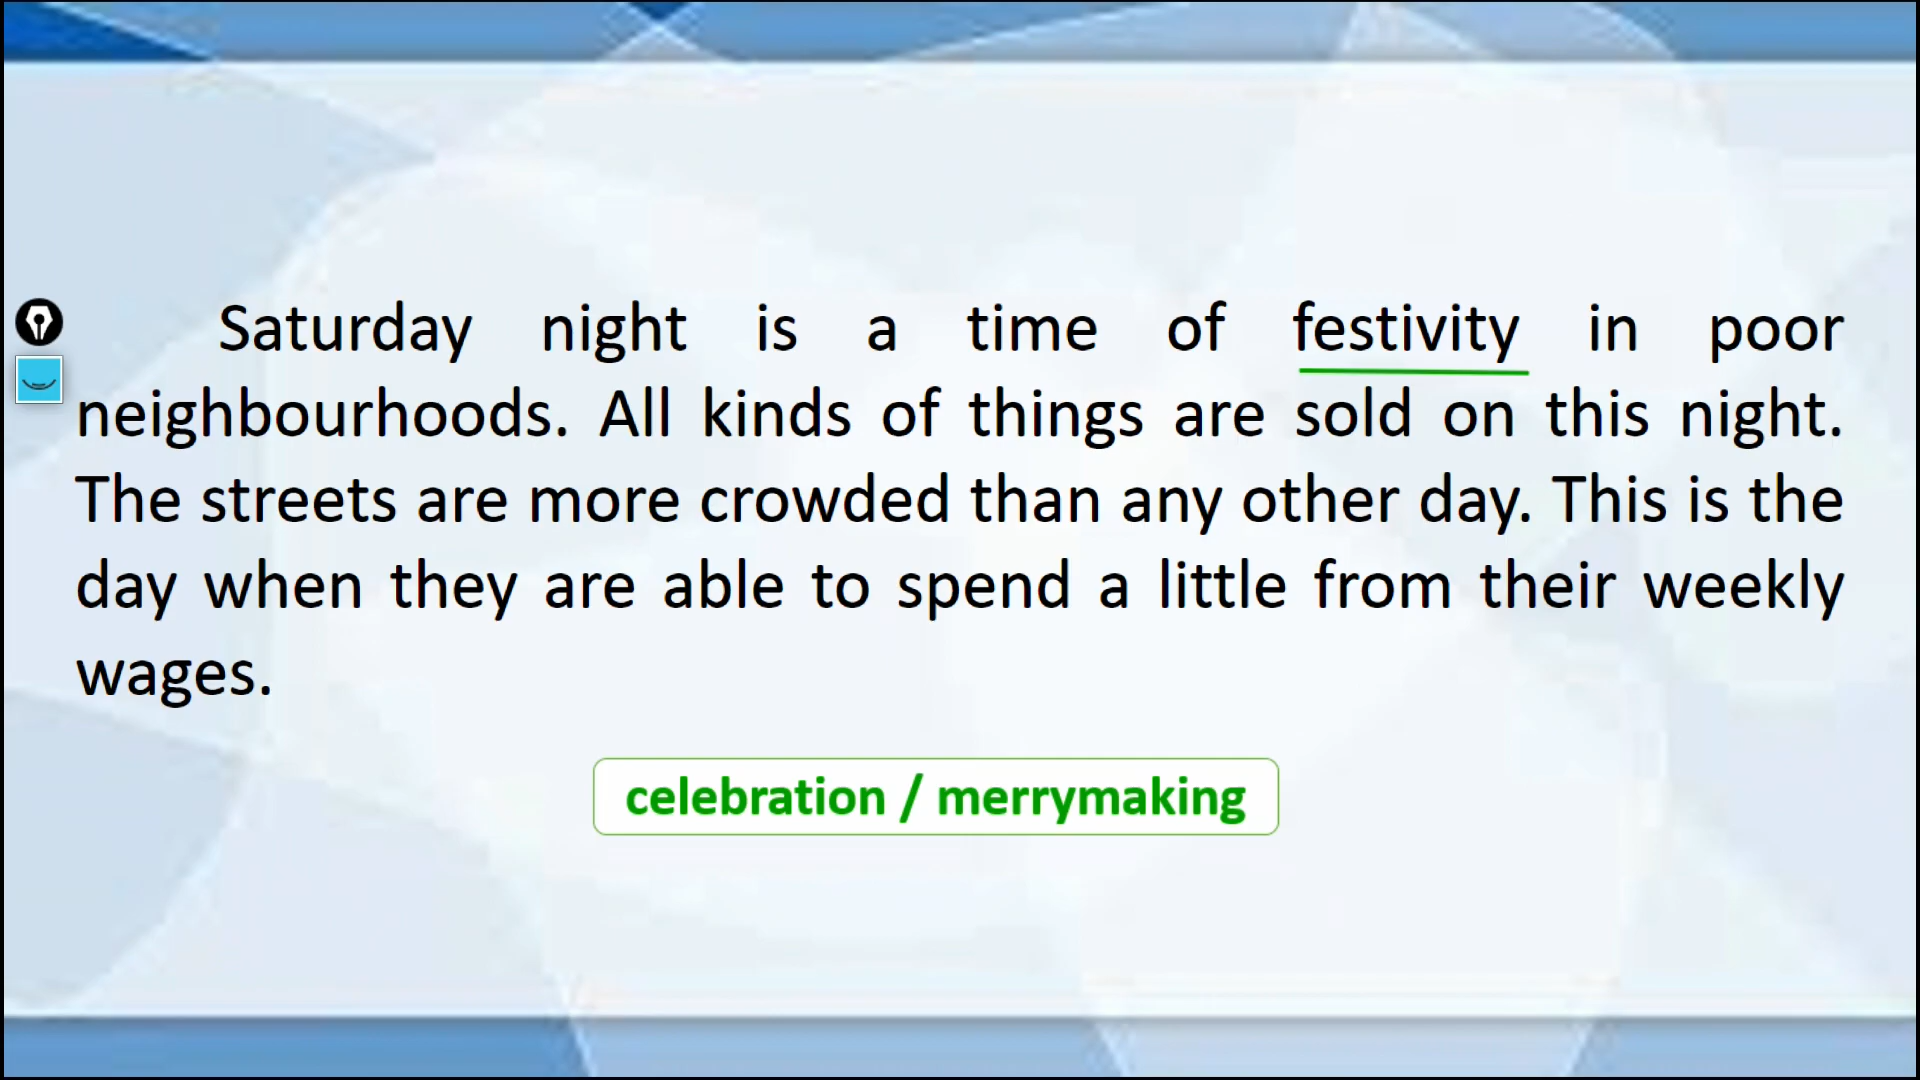 Saturday night is a time of festivity in poor
neighbourhoods. All kinds of things are sold on this night.
The streets are more crowded than any other day. This is the
day when they are able to spend a little from their weekly
wages.
celebration / merrymaking